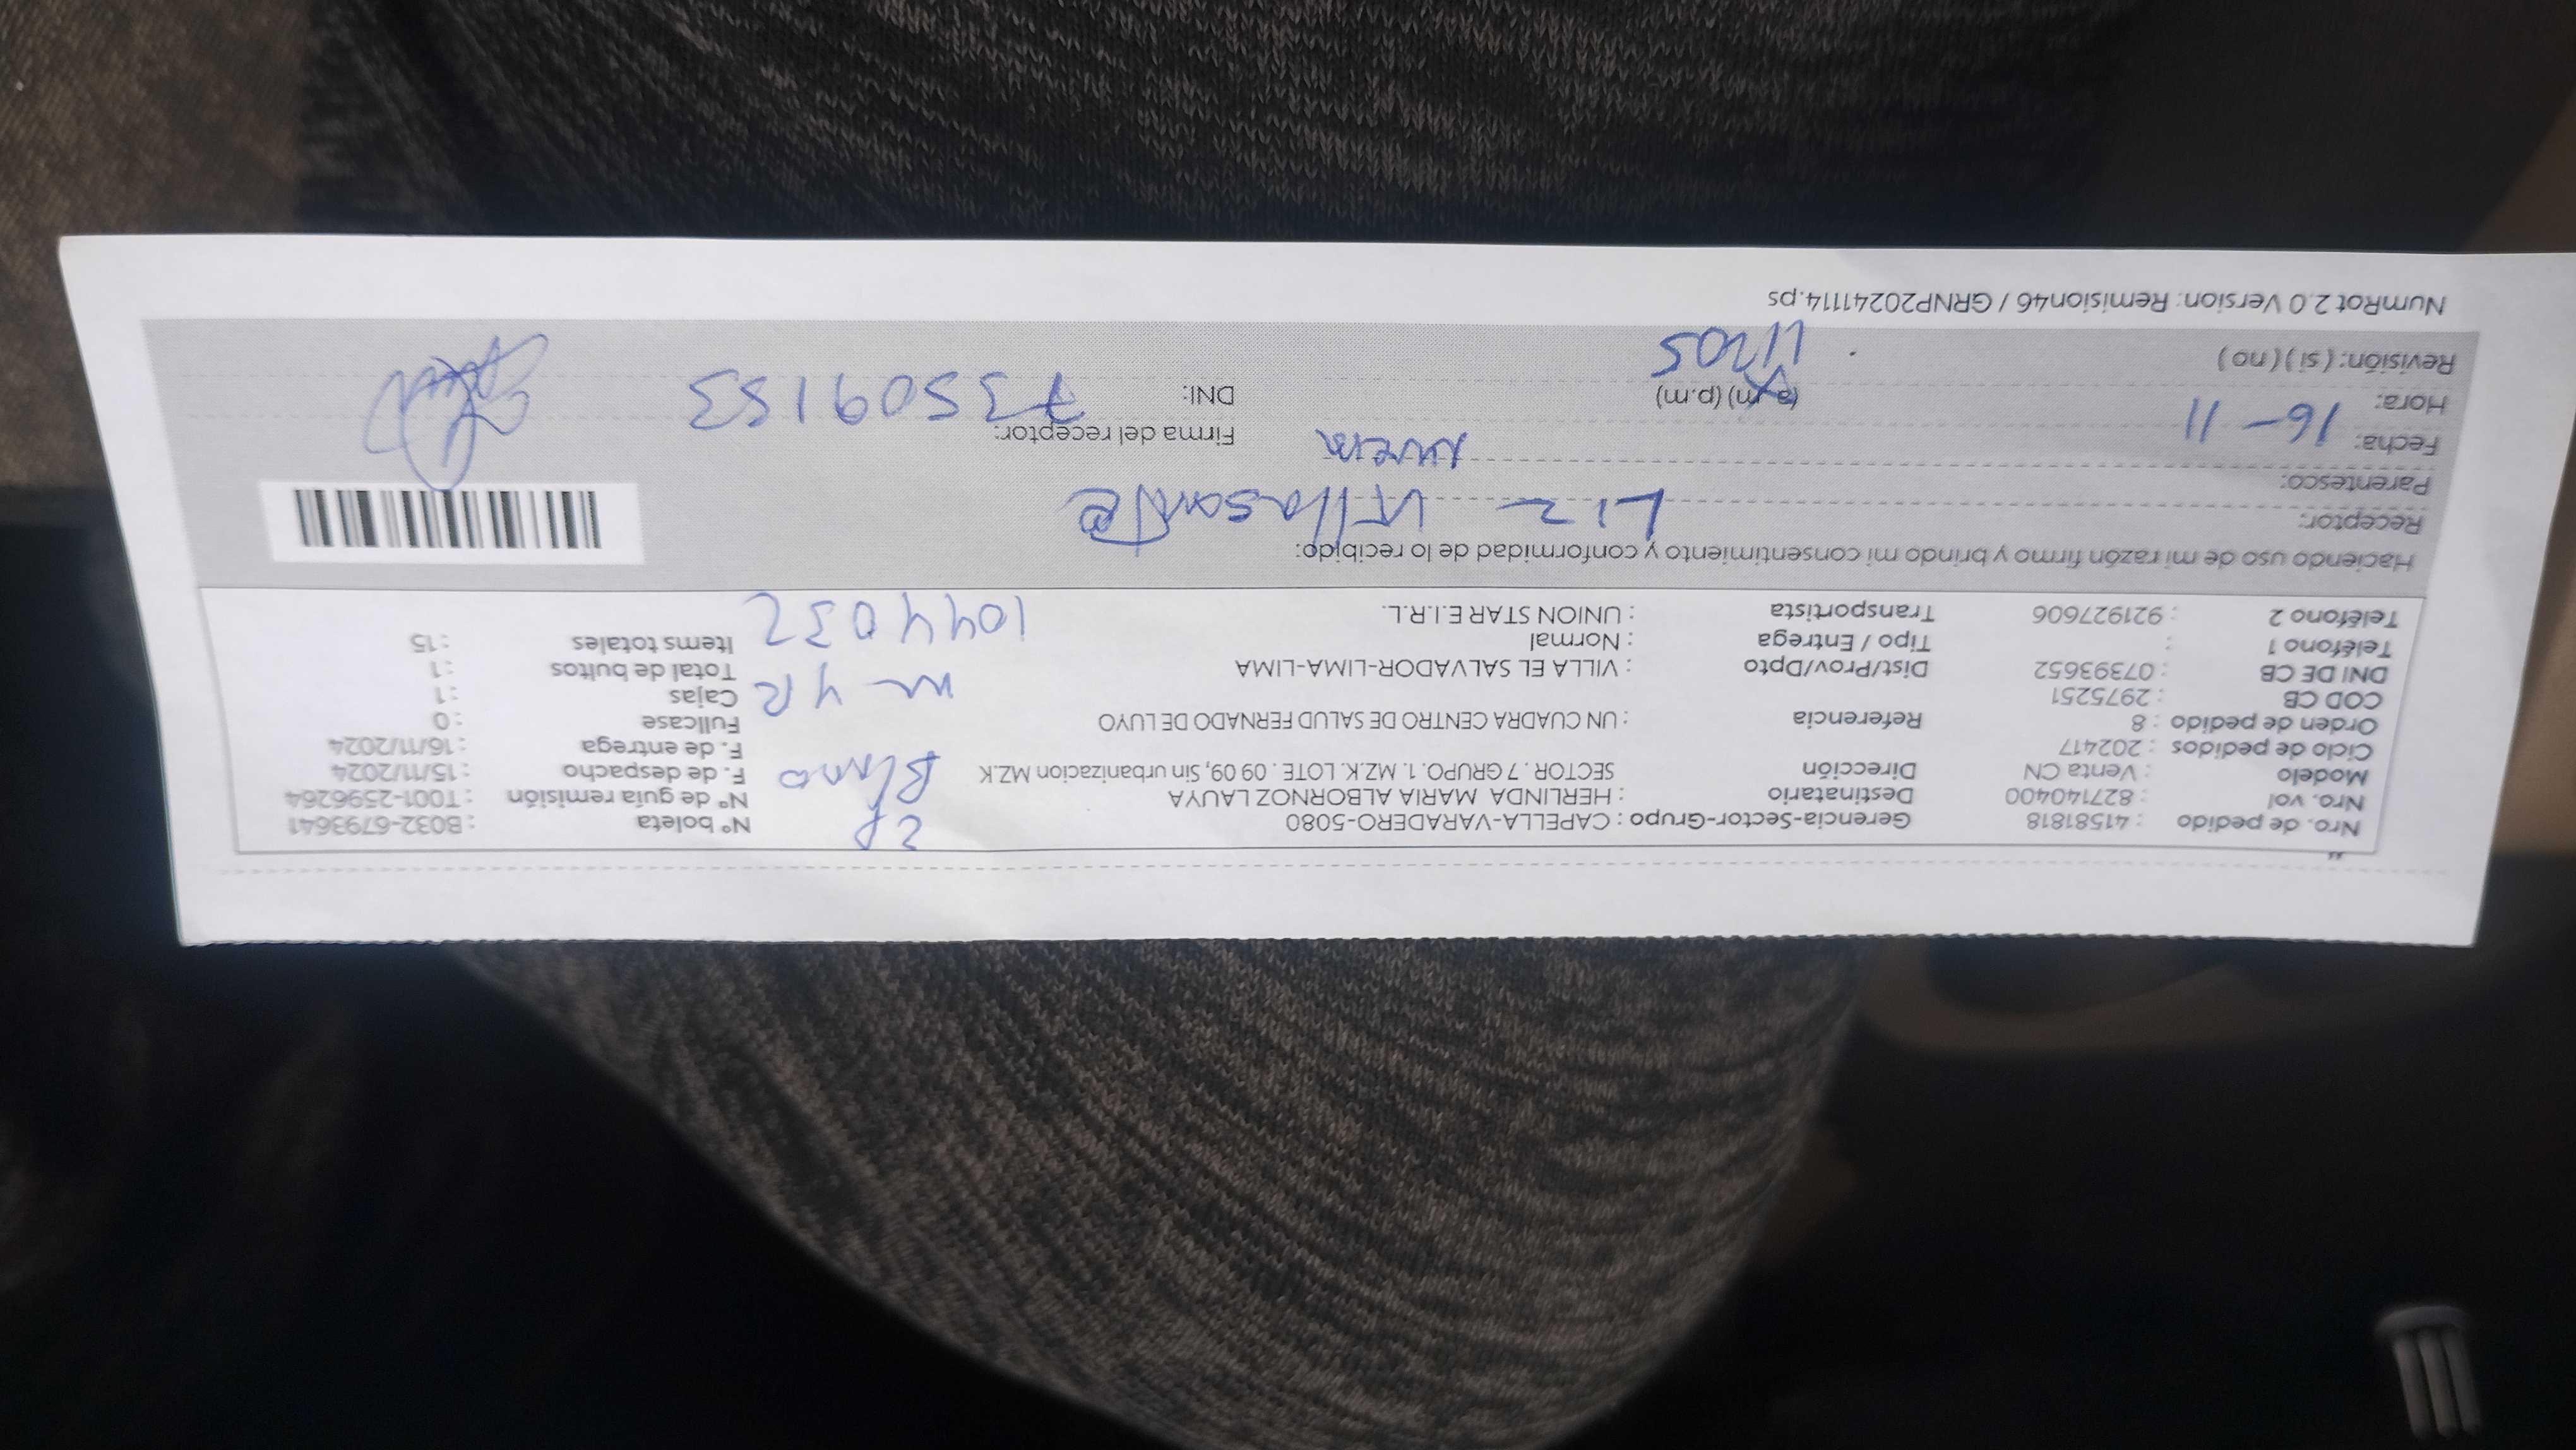 Nro. de pedido : 41581818 Gerencia-Sector-Grupo : CAPELLA-VARADERO-5080 2P N° boleta : B032-6793641
Nro. vol : 827140400 Destinatario : HERLINDA MARIA ALBORNOZ LAUYA N° de guía remisión : T001-2596264
Modelo : Venta CN Dirección SECTOR . 7 GRUPO. 1. MZ.K. LOTE . 09 09, Sin urbanizacion MZ.K F. de despacho : 15/11/2024
Ciclo de pedidos : 202417 F. de entrega : 16/11/2024
Orden de pedido : 8 Referencia : UN CUADRA CENTRO DE SALUD FERNADO DE LUYO Fullcase : 0
COD CB : 2975251 Cajas : 1
DNI DE CB : 07393652 Dist/Prov/Dpto : VILLA EL SALVADOR-LIMA-LIMA Total de bultos : 1
Teléfono 1 : Tipo / Entrega : Normal Items totales : 15
Teléfono 2 : 921927606 Transportista : UNION STAR E.I.R.L. 1044032
Haciendo uso de mi razón firmo y brindo mi consentimiento y conformidad de lo recibido:
Receptor: Liz Villasante
Parentesco:
Fecha: 16-11 Firma del receptor:
Hora: (a.m) (p.m) DNI: 73509153
Revisión: ( si ) ( no )
NumRot 2.0 Version: Remision46 / GRNP20241114.ps